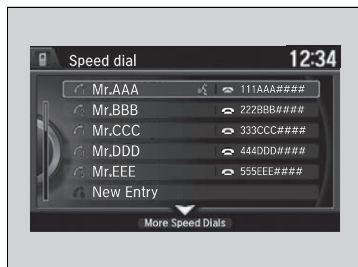 Speed dial 12:34
Mr.AAA 111AAA####
Mr.BBB 222BBB####
Mr.CCC 333CCC####
Mr.DDD 444DDD####
Mr.EEE 555EEE####
New Entry
More Speed Dials